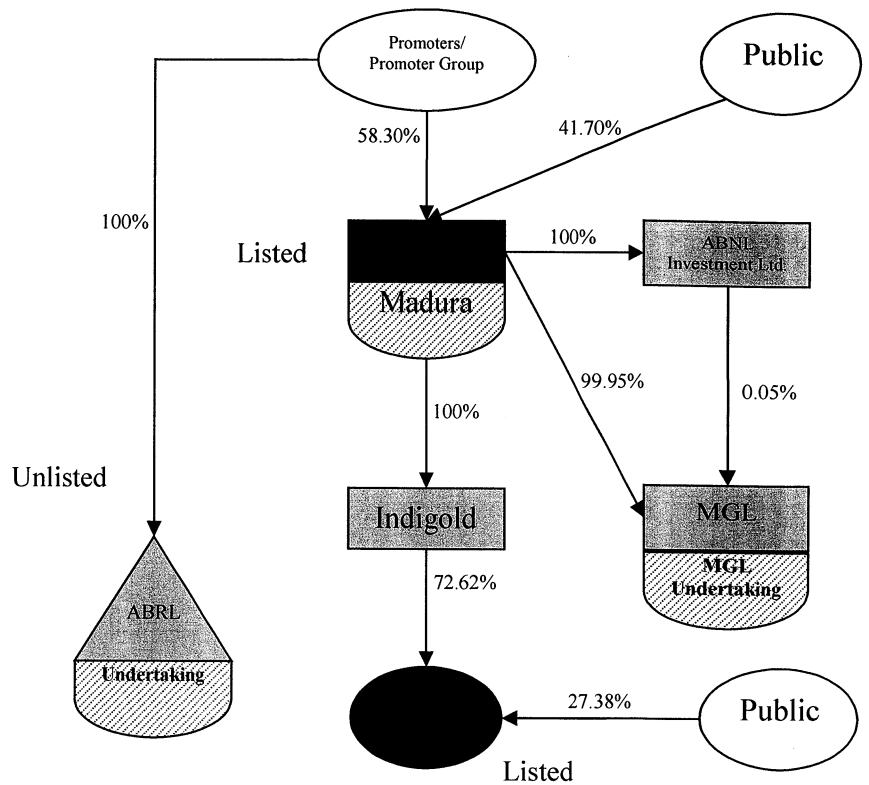 Promoters/
Promoter Group
Public
58.30%
41.70%
100%
Listed
100%
ABNL
Investment Ltd
Madura
99.95%
0.05%
100%
Unlisted
Indigold
MGL
MGL
Undertaking
72.62%
ABRL
Undertaking
27.38%
Public
Listed